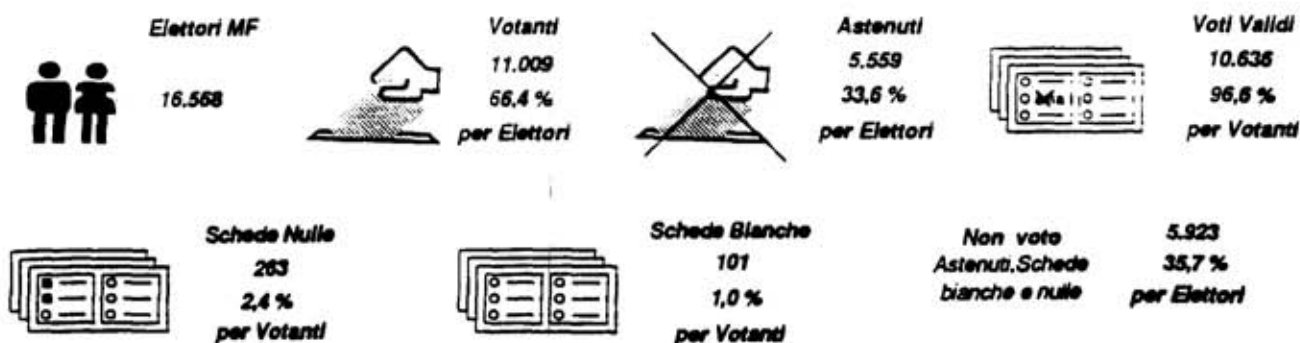 Elettori MF
16.568
Votanti
11.009
66,4 %
per Elettori
Astenuti
5.559
33,6 %
per Elettori
Voti Validi
10.636
96,6 %
per Votanti
Schede Nulle
263
2,4 %
per Votanti
Schede Bianche
101
1,0 %
per Votanti
Non voto
Astenuti.Schede
bianche e nulle
5.923
35,7 %
per Elettori